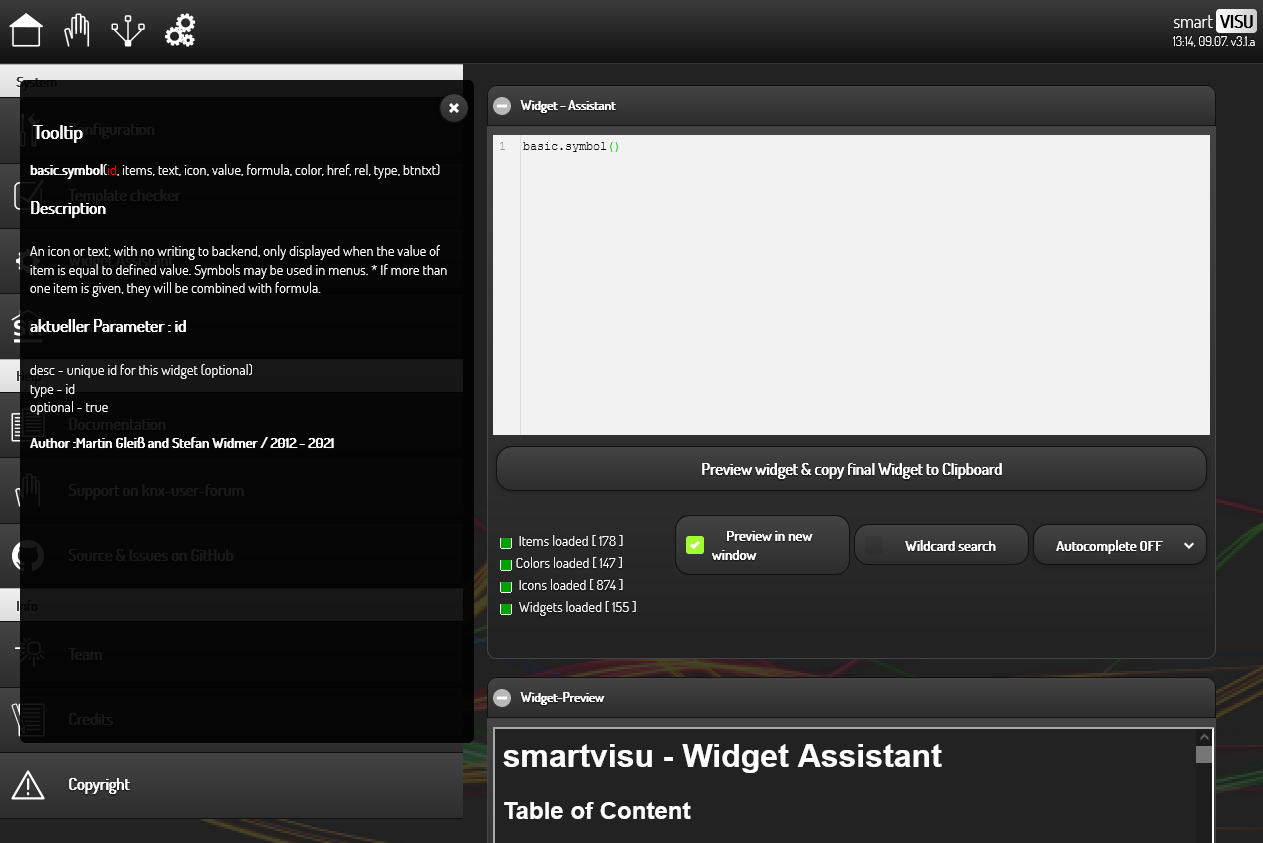 smart VISU
13:14, 09.07. v3.1.a
System
Configuration
Template checker
Widget Assistant
Documentation
Support on knx-user-forum
Source & Issues on GitHub
Info
Team
Credits
Copyright
Tooltip
basic.symbol(id, items, text, icon, value, formula, color, href, rel, type, btntxt)
Description
An icon or text, with no writing to backend, only displayed when the value of
item is equal to defined value. Symbols may be used in menus. * If more than
one item is given, they will be combined with formula.
aktueller Parameter : id
desc - unique id for this widget (optional)
type - id
optional - true
Author :Martin Gleiß and Stefan Widmer / 2012 - 2021
Widget - Assistant
1 basic.symbol()
Preview widget & copy final Widget to Clipboard
Items loaded [ 178 ]
Colors loaded [ 147 ]
Icons loaded [ 874 ]
Widgets loaded [ 155 ]
Preview in new
window
Wildcard search
Autocomplete OFF
Widget-Preview
smartvisu - Widget Assistant
Table of Content